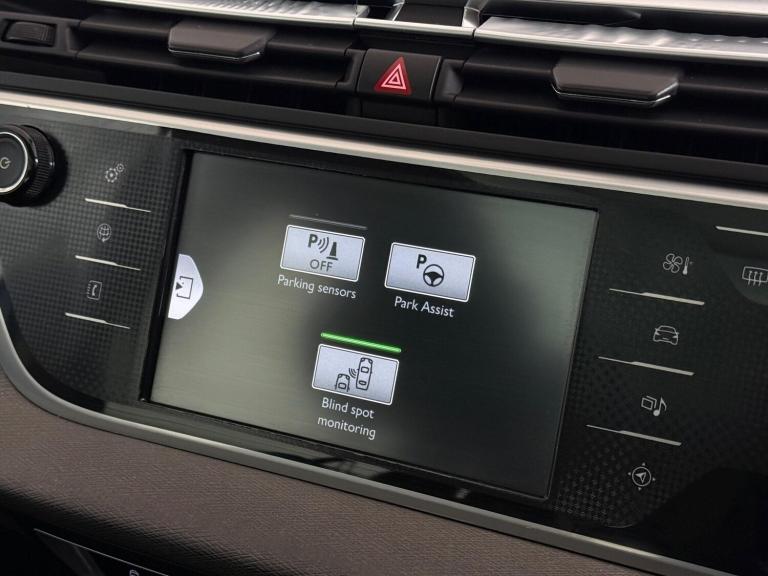 P
OFF
Parking sensors
P
Park Assist
Blind spot
monitoring